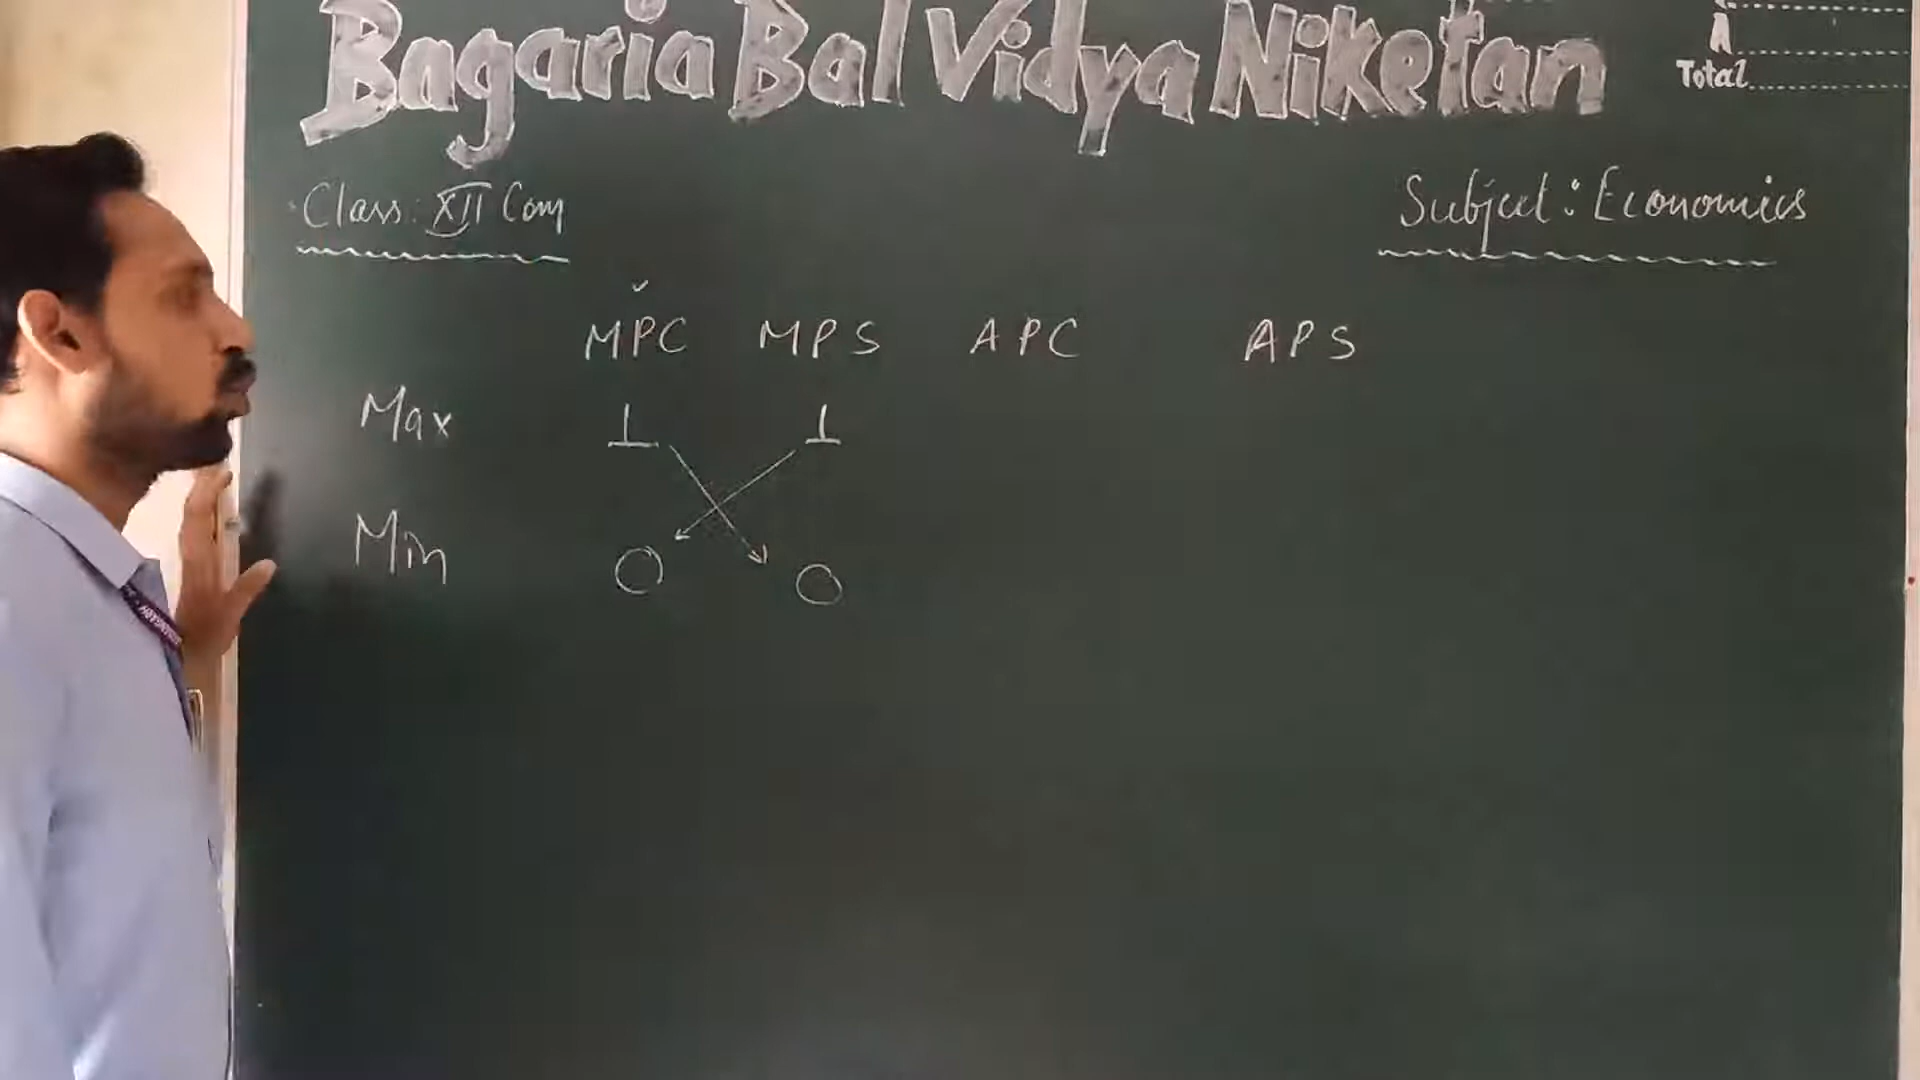 Bagaria Bal Vidya Niketan
A
Total
Class: XII Com
Subject: Economics
MPC MPS APC APS
Max 1 1
Min 0 0